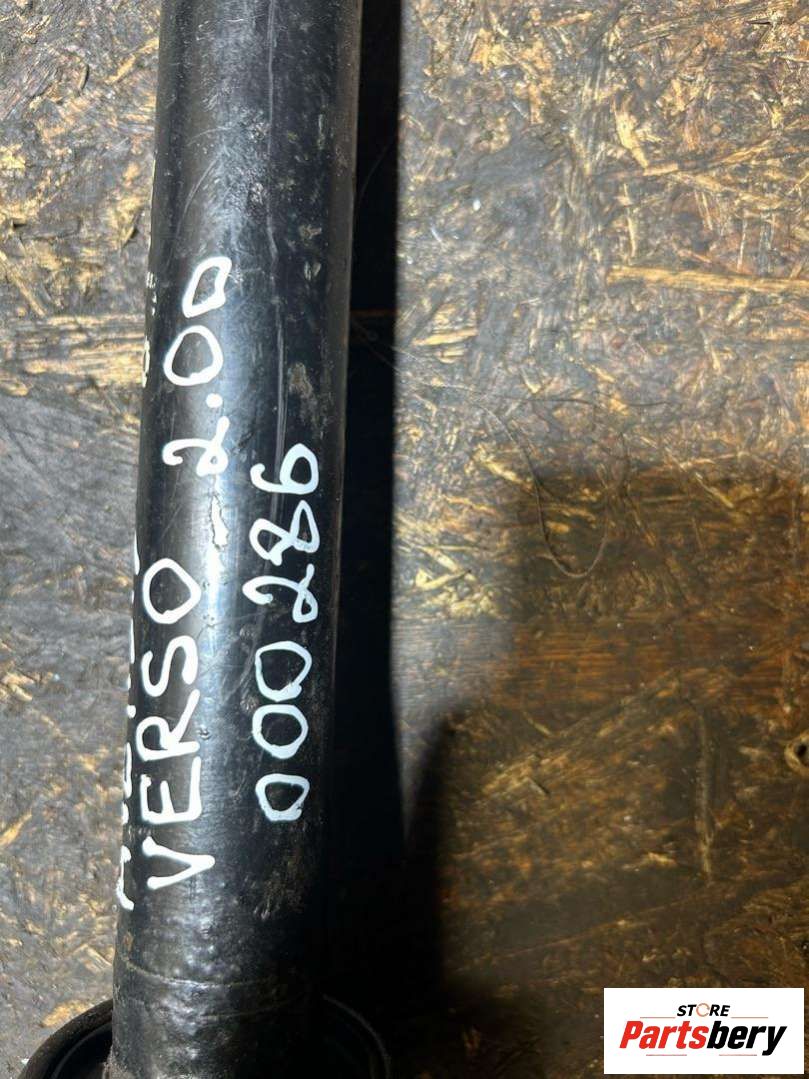 VERSO 2.00
000286
STORE
Partsbery